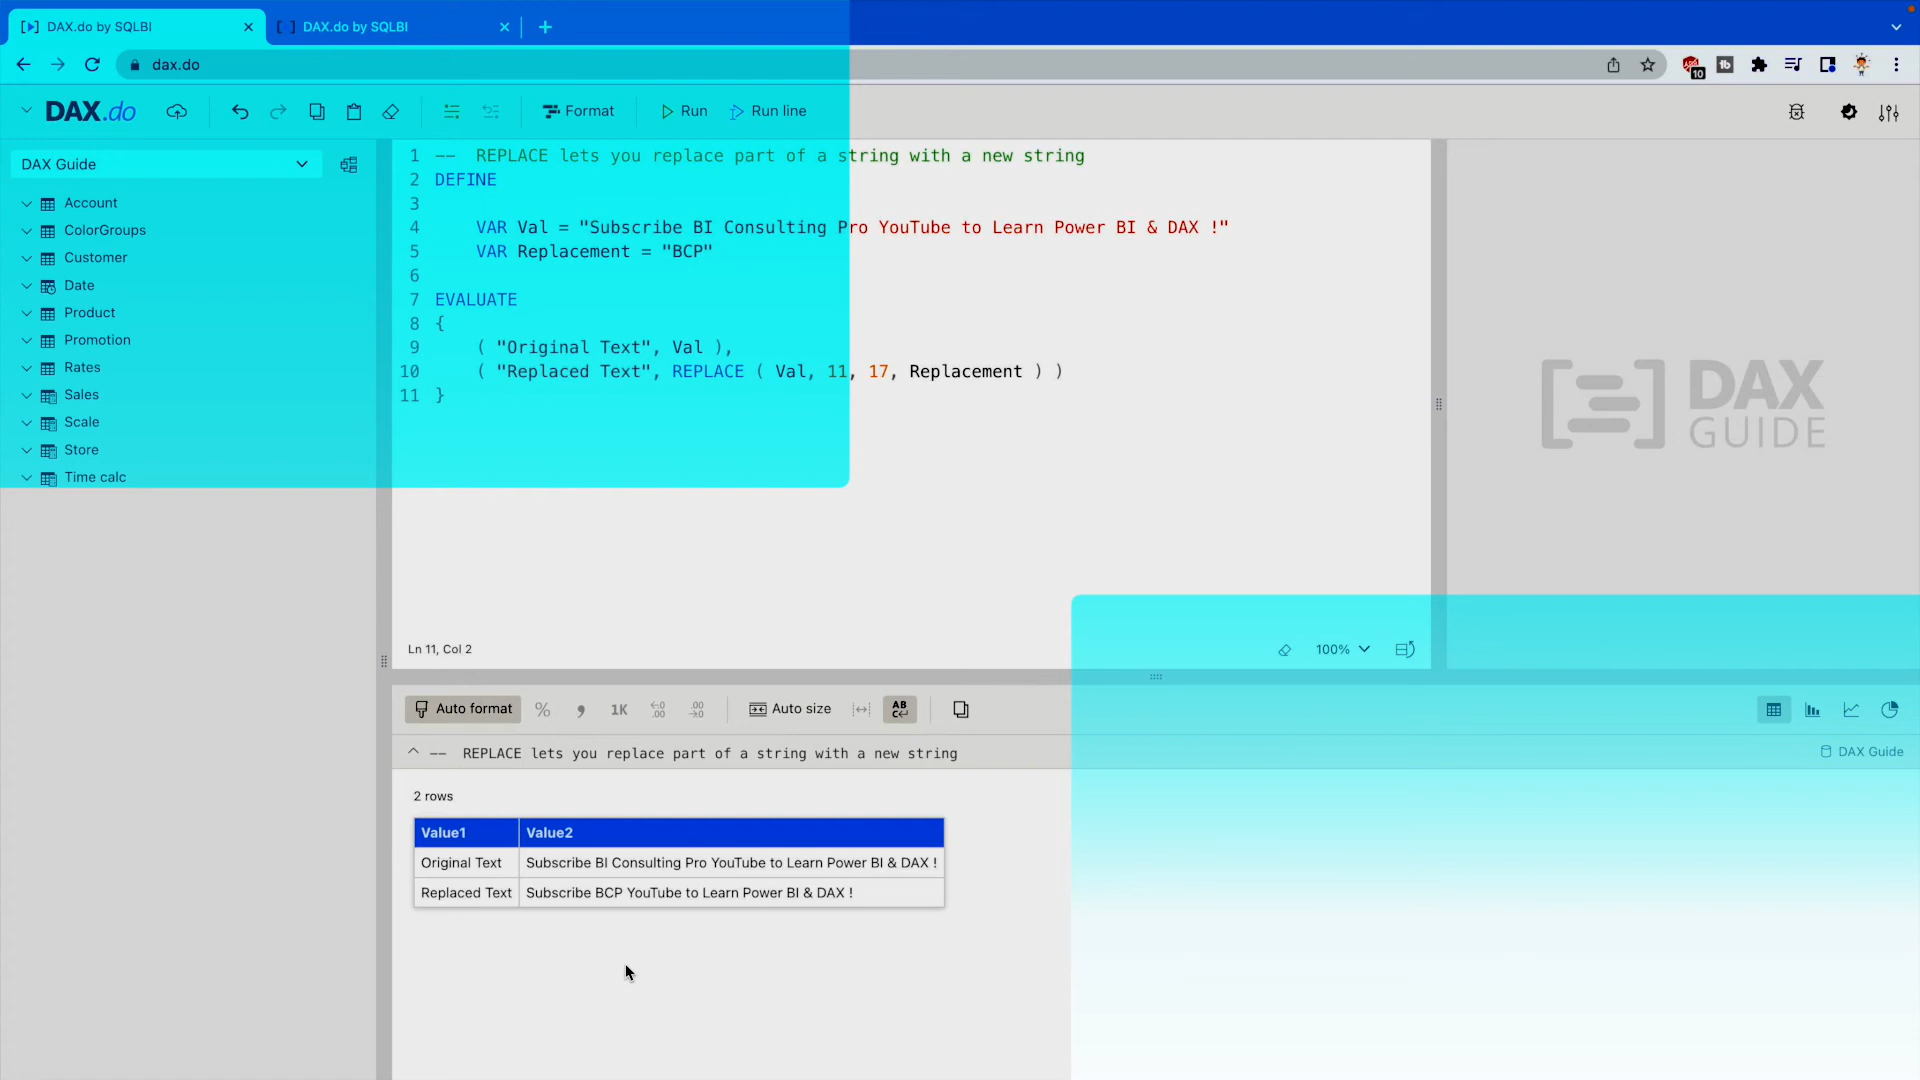 DAX.do by SQLBI
DAX.do by SQLBI
dax.do
10
tb
DAX.do
Format
Run
Run line
DAX Guide
Account
ColorGroups
Customer
Date
Product
Promotion
Rates
Sales
Scale
Store
Time calc
1 -- REPLACE lets you replace part of a string with a new string
2 DEFINE
3
4 VAR Val = "Subscribe BI Consulting Pro YouTube to Learn Power BI & DAX !"
5 VAR Replacement = "BCP"
6
7 EVALUATE
8 {
9 ( "Original Text", Val ),
10 ( "Replaced Text", REPLACE ( Val, 11, 17, Replacement ) )
11 }
DAX
GUIDE
Ln 11, Col 2
100%
Auto format
%
,
1K
←0 .00
.00 →0
Auto size
AB
C
-- REPLACE lets you replace part of a string with a new string
DAX Guide
2 rows
Value1 Value2
Original Text Subscribe BI Consulting Pro YouTube to Learn Power BI & DAX !
Replaced Text Subscribe BCP YouTube to Learn Power BI & DAX !